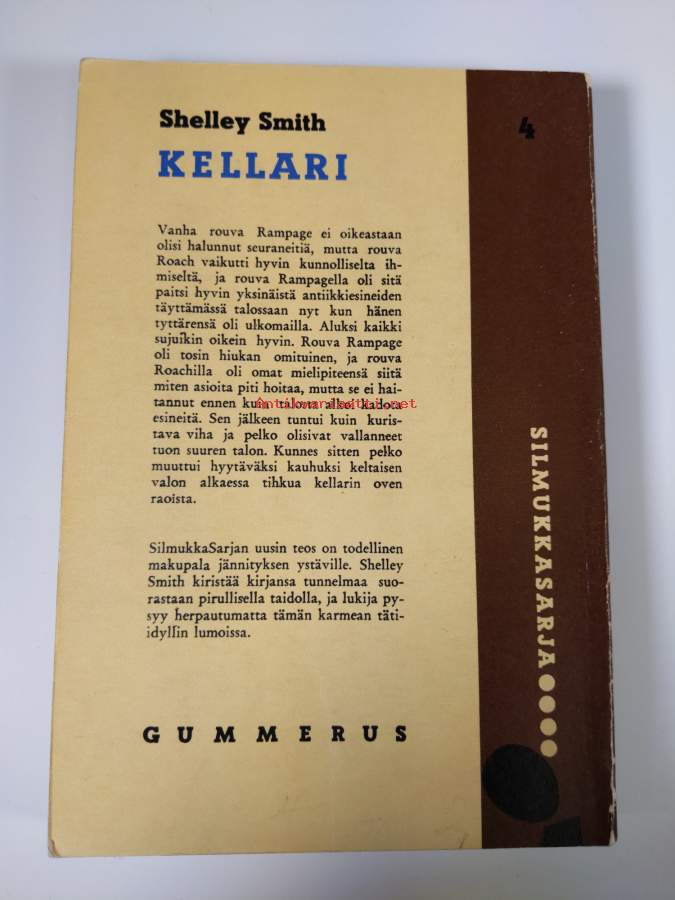 Shelley Smith
4
KELLARI
Vanha rouva Rampage ei oikeastaan
olisi halunnut seuraneitiä, mutta rouva
Roach vaikutti hyvin kunnolliselta ih-
miseltä, ja rouva Rampagella oli sitä
paitsi hyvin yksinäistä antiikkiesineiden
täyttämässä talossaan nyt kun hänen
tyttärensä oli ulkomailla. Aluksi kaikki
sujuikin oikein hyvin. Rouva Rampage
oli tosin hiukan omituinen, ja rouva
Roachilla oli omat mielipiteensä siitä
miten asioita piti hoitaa, mutta se ei hai-
tannut ennen kuin talosta alkoi kadota
Antikvariaatti.net
esineitä. Sen jälkeen tuntui kuin kuris-
tava viha ja pelko olisivat vallanneet
tuon suuren talon. Kunnes sitten pelko
muuttui hyytäväksi kauhuksi keltaisen
valon alkaessa tihkua kellarin oven
raoista.
SilmukkaSarjan uusin teos on todellinen
makupala jännityksen ystäville. Shelley
Smith kiristää kirjansa tunnelmaa suo-
rastaan pirullisella taidolla, ja lukija py-
syy herpautumatta tämän karmean täti-
idyllin lumoissa.
GUMMERUS
SILMUKKASARJA